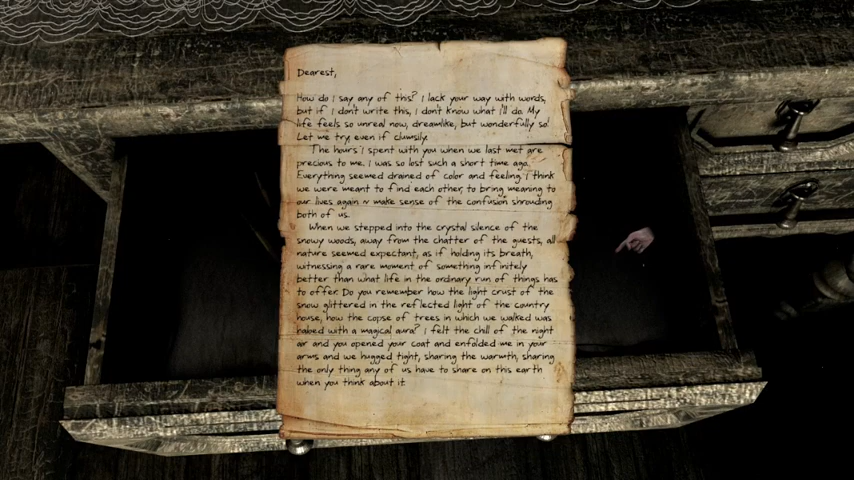 Dearest,
How do I say any of this? I lack your way with words,
but if I don't write this, I don't know what I'll do. My
life feels so unreal now, dreamlike, but wonderfully so!
Let me try, even if clumsily.
The hours I spent with you when we last met are
precious to me. I was so lost such a short time ago.
Everything seemed drained of color and feeling. I think
we were meant to find each other, to bring meaning to
our lives again n make sense of the confusion shrouding
both of us.
When we stepped into the crystal silence of the
snowy woods, away from the chatter of the guests, all
nature seemed expectant, as if holding its breath,
witnessing a rare moment of something infinitely
better than what life in the ordinary run of things has
to offer. Do you remember how the light crust of the
snow glittered in the reflected light of the country
house, how the copse of trees in which we walked was
habed with a magical aura? I felt the chill of the night
air and you opened your coat and enfolded me in your
arms and we hugged tight, sharing the warmth, sharing
the only thing any of us have to share on this earth
when you think about it.